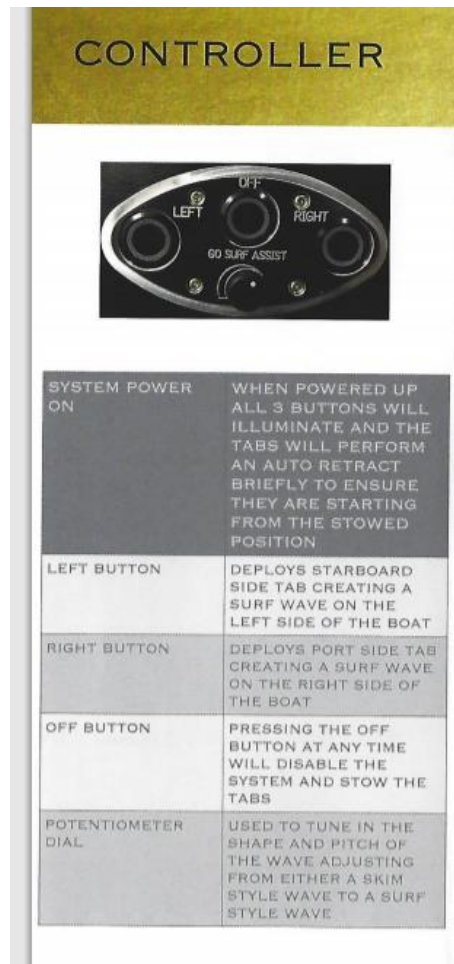 CONTROLLER
OFF
LEFT
RIGHT
GO SURF ASSIST
SYSTEM POWER
ON
WHEN POWERED UP
ALL 3 BUTTONS WILL
ILLUMINATE AND THE
TABS WILL PERFORM
AN AUTO RETRACT
BRIEFLY TO ENSURE
THEY ARE STARTING
FROM THE STOWED
POSITION
LEFT BUTTON
DEPLOYS STARBOARD
SIDE TAB CREATING A
SURF WAVE ON THE
LEFT SIDE OF THE BOAT
RIGHT BUTTON
DEPLOYS PORT SIDE TAB
CREATING A SURF WAVE
ON THE RIGHT SIDE OF
THE BOAT
OFF BUTTON
PRESSING THE OFF
BUTTON AT ANY TIME
WILL DISABLE THE
SYSTEM AND STOW THE
TABS
POTENTIOMETER
DIAL
USED TO TUNE IN THE
SHAPE AND PITCH OF
THE WAVE ADJUSTING
FROM EITHER A SKIM
STYLE WAVE TO A SURF
STYLE WAVE